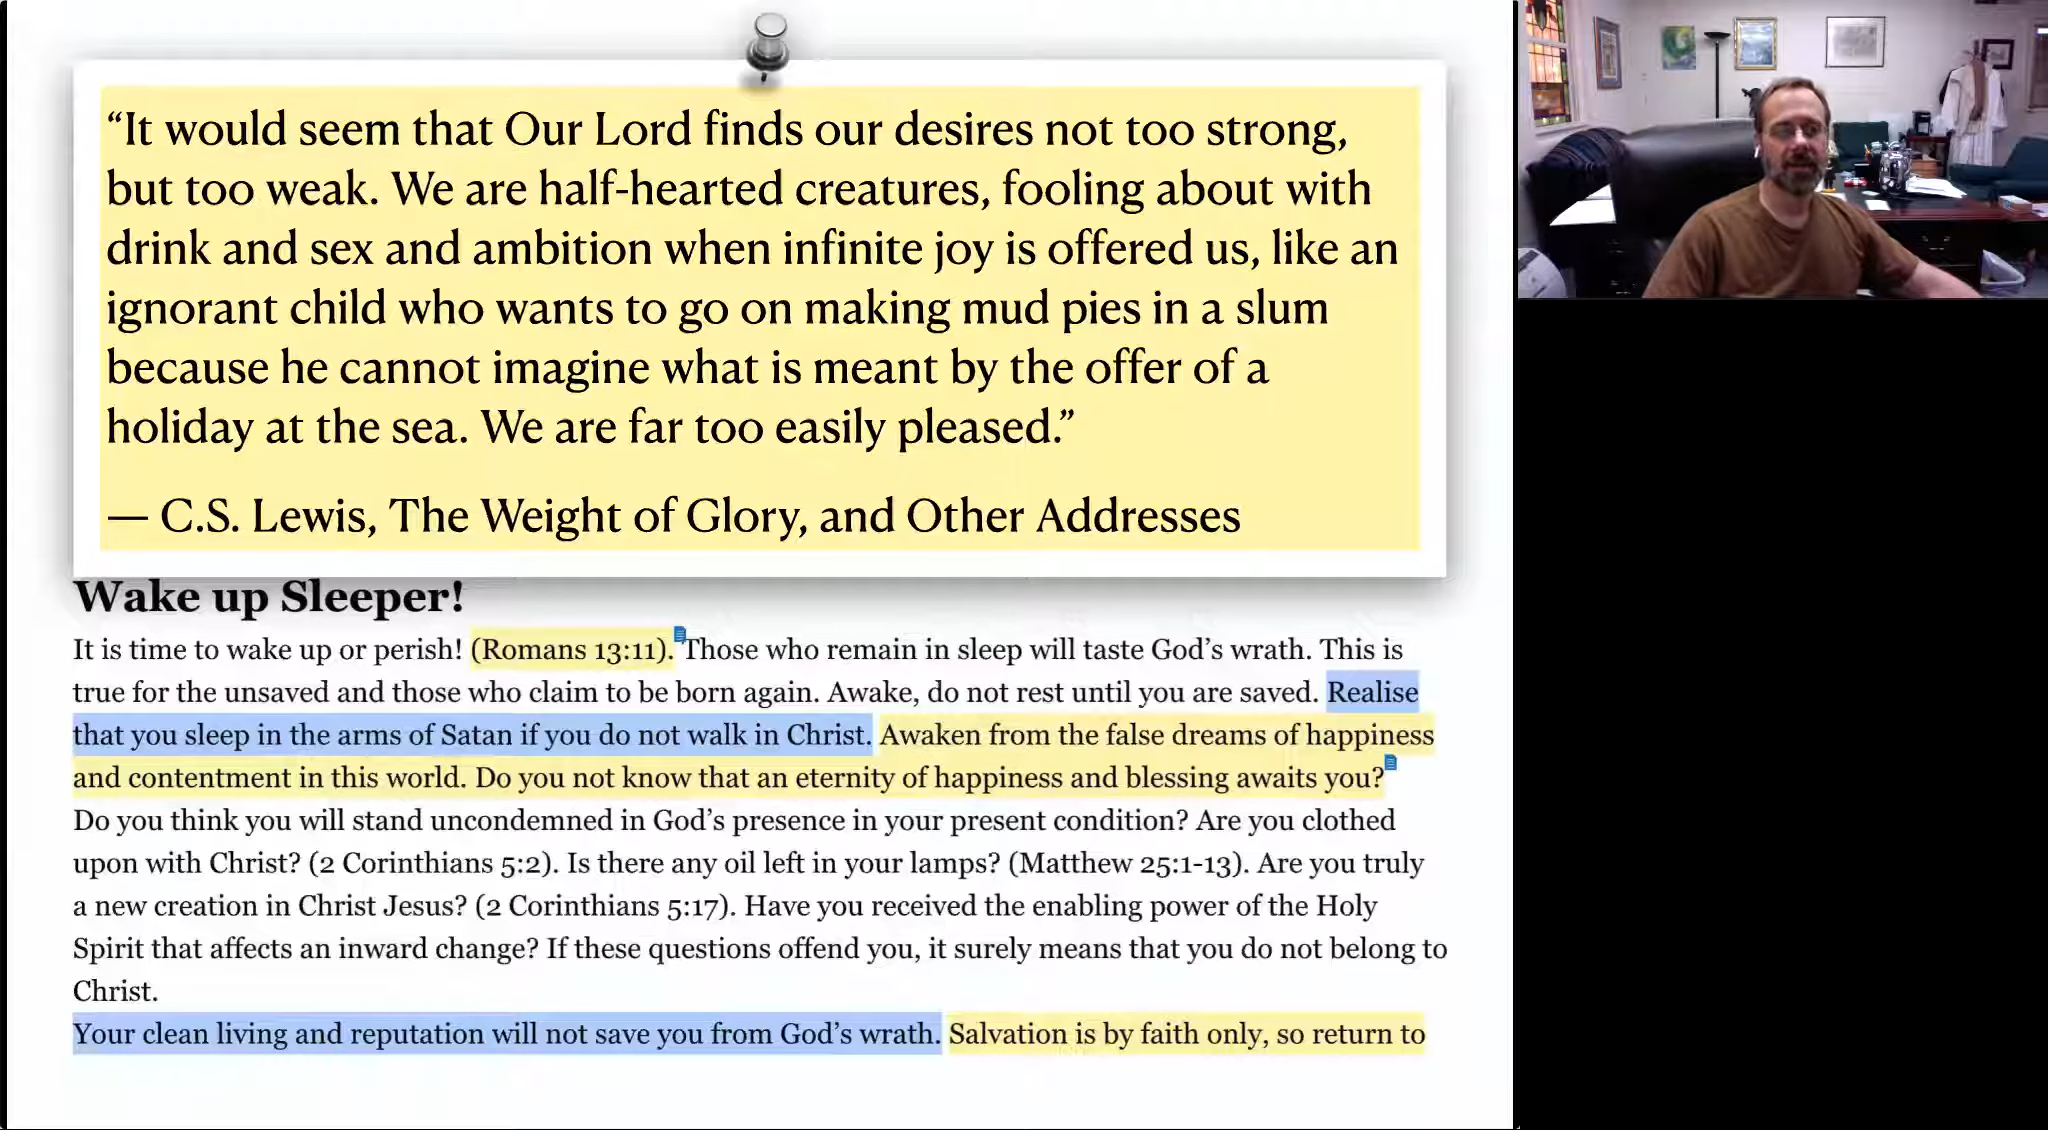 “It would seem that Our Lord finds our desires not too strong,
but too weak. We are half-hearted creatures, fooling about with
drink and sex and ambition when infinite joy is offered us, like an
ignorant child who wants to go on making mud pies in a slum
because he cannot imagine what is meant by the offer of a
holiday at the sea. We are far too easily pleased.”
— C.S. Lewis, The Weight of Glory, and Other Addresses
Wake up Sleeper!
It is time to wake up or perish! (Romans 13:11). Those who remain in sleep will taste God’s wrath. This is
true for the unsaved and those who claim to be born again. Awake, do not rest until you are saved. Realise
that you sleep in the arms of Satan if you do not walk in Christ. Awaken from the false dreams of happiness
and contentment in this world. Do you not know that an eternity of happiness and blessing awaits you?
Do you think you will stand uncondemned in God’s presence in your present condition? Are you clothed
upon with Christ? (2 Corinthians 5:2). Is there any oil left in your lamps? (Matthew 25:1-13). Are you truly
a new creation in Christ Jesus? (2 Corinthians 5:17). Have you received the enabling power of the Holy
Spirit that affects an inward change? If these questions offend you, it surely means that you do not belong to
Christ.
Your clean living and reputation will not save you from God’s wrath. Salvation is by faith only, so return to